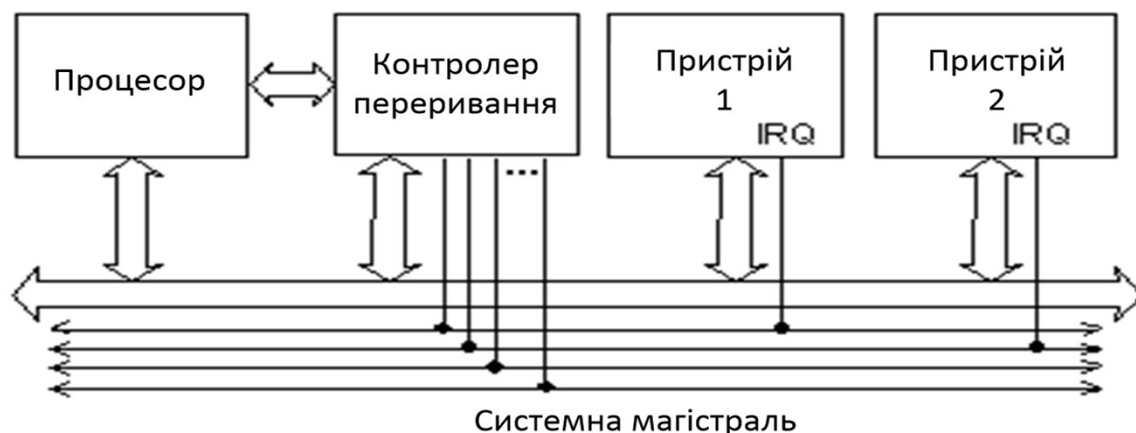 Процесор
Контролер
переривання
Пристрій
1
IRQ
Пристрій
2
IRQ
Системна магістраль